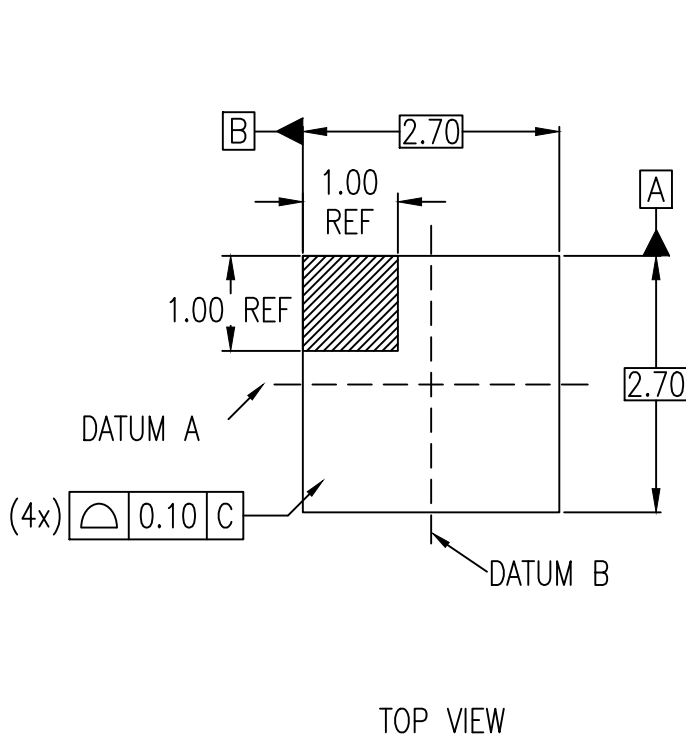 B
2.70
1.00
REF
A
1.00 REF
2.70
DATUM A
(4x) ⌓ 0.10 C
DATUM B
TOP VIEW